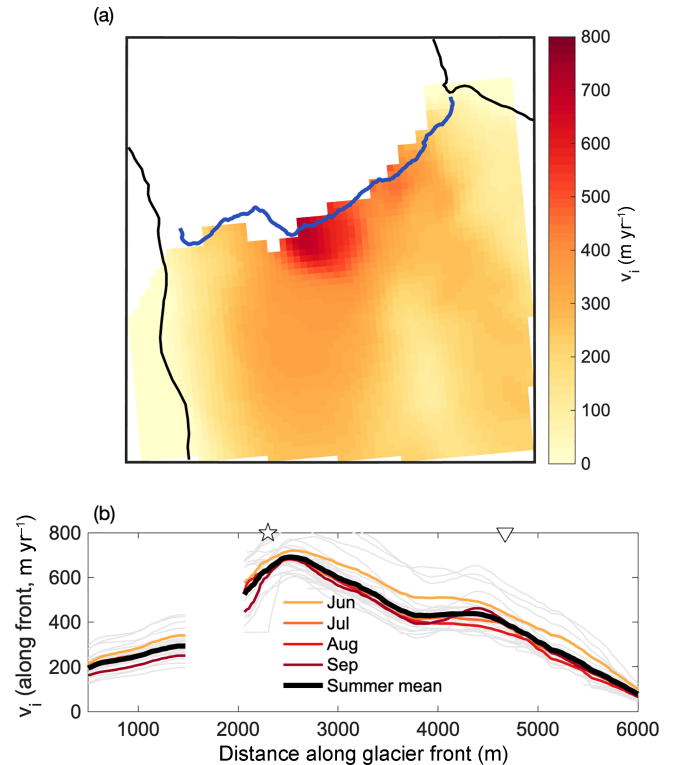 (a)
800
700
600
500
400
300
200
100
0
v_i (m yr⁻¹)
(b)
800
600
400
200
0
v_i (along front, m yr⁻¹)
Jun
Jul
Aug
Sep
Summer mean
1000
2000
3000
4000
5000
6000
Distance along glacier front (m)